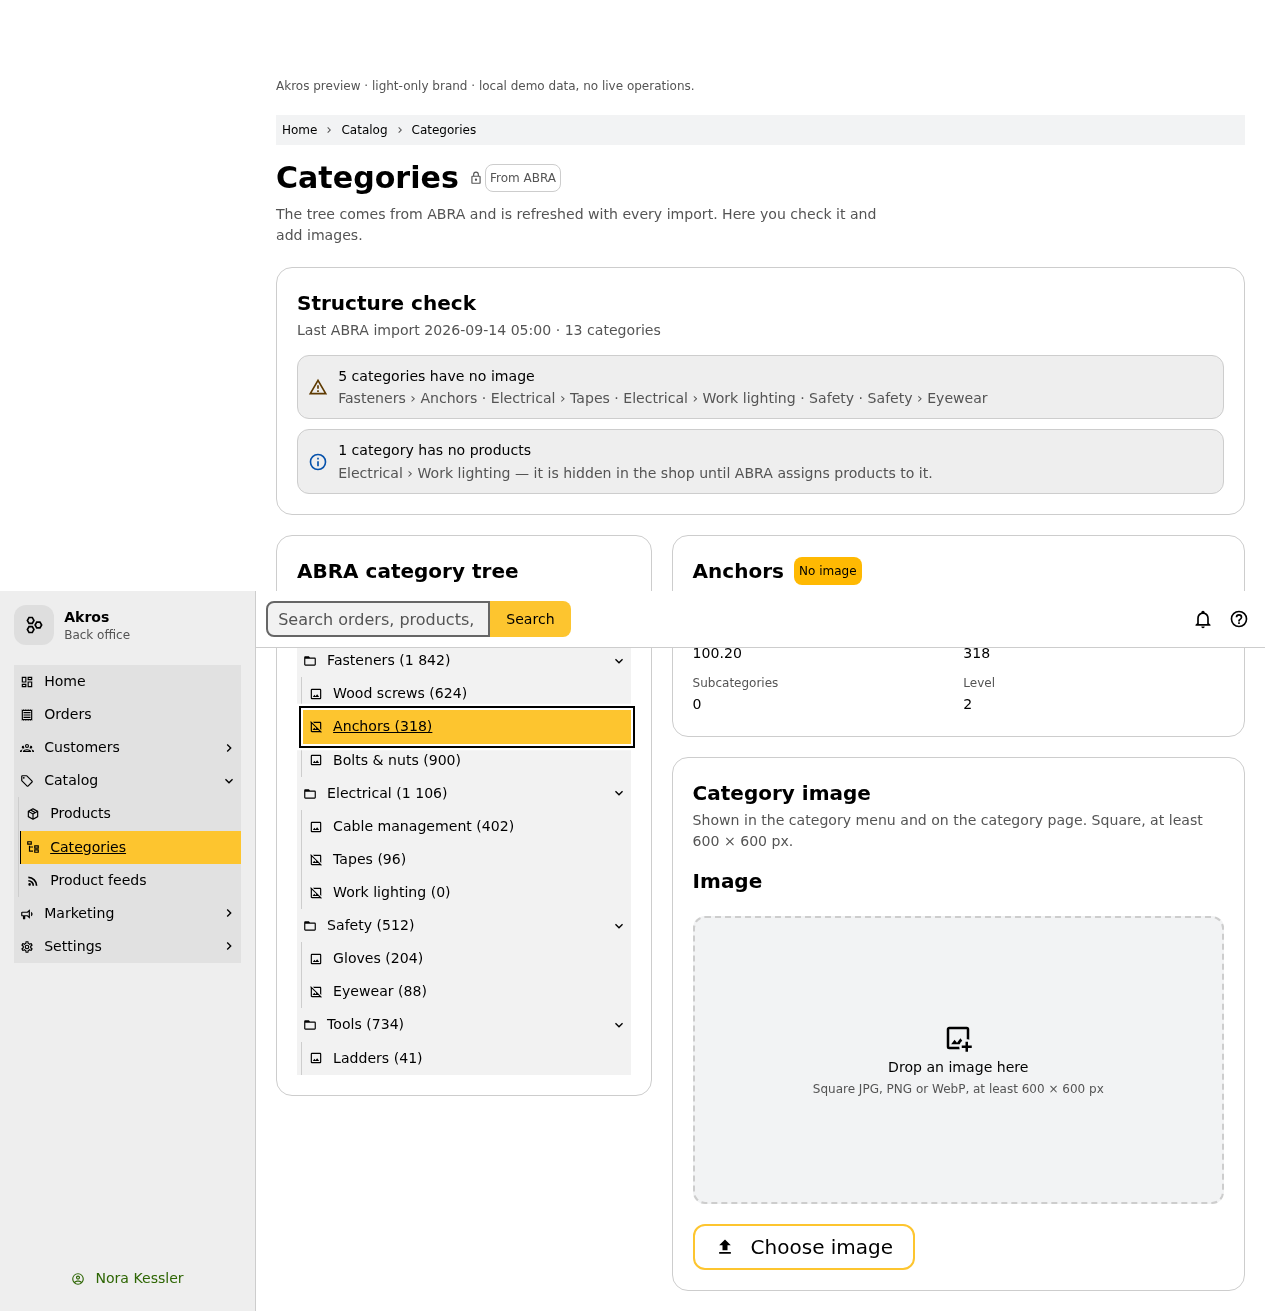 Akros preview · light-only brand · local demo data, no live operations.
Home › Catalog › Categories
Categories From ABRA
The tree comes from ABRA and is refreshed with every import. Here you check it and
add images.
Structure check
Last ABRA import 2026-09-14 05:00 · 13 categories
5 categories have no image
Fasteners › Anchors · Electrical › Tapes · Electrical › Work lighting · Safety · Safety › Eyewear
1 category has no products
Electrical › Work lighting — it is hidden in the shop until ABRA assigns products to it.
Akros
Back office
Home
Orders
Customers
Catalog
Products
Categories
Product feeds
Marketing
Settings
Nora Kessler
Search orders, products,
Search
ABRA category tree
Fasteners (1 842)
Wood screws (624)
Anchors (318)
Bolts & nuts (900)
Electrical (1 106)
Cable management (402)
Tapes (96)
Work lighting (0)
Safety (512)
Gloves (204)
Eyewear (88)
Tools (734)
Ladders (41)
Anchors No image
100.20 318
Subcategories Level
0 2
Category image
Shown in the category menu and on the category page. Square, at least
600 × 600 px.
Image
Drop an image here
Square JPG, PNG or WebP, at least 600 × 600 px
Choose image